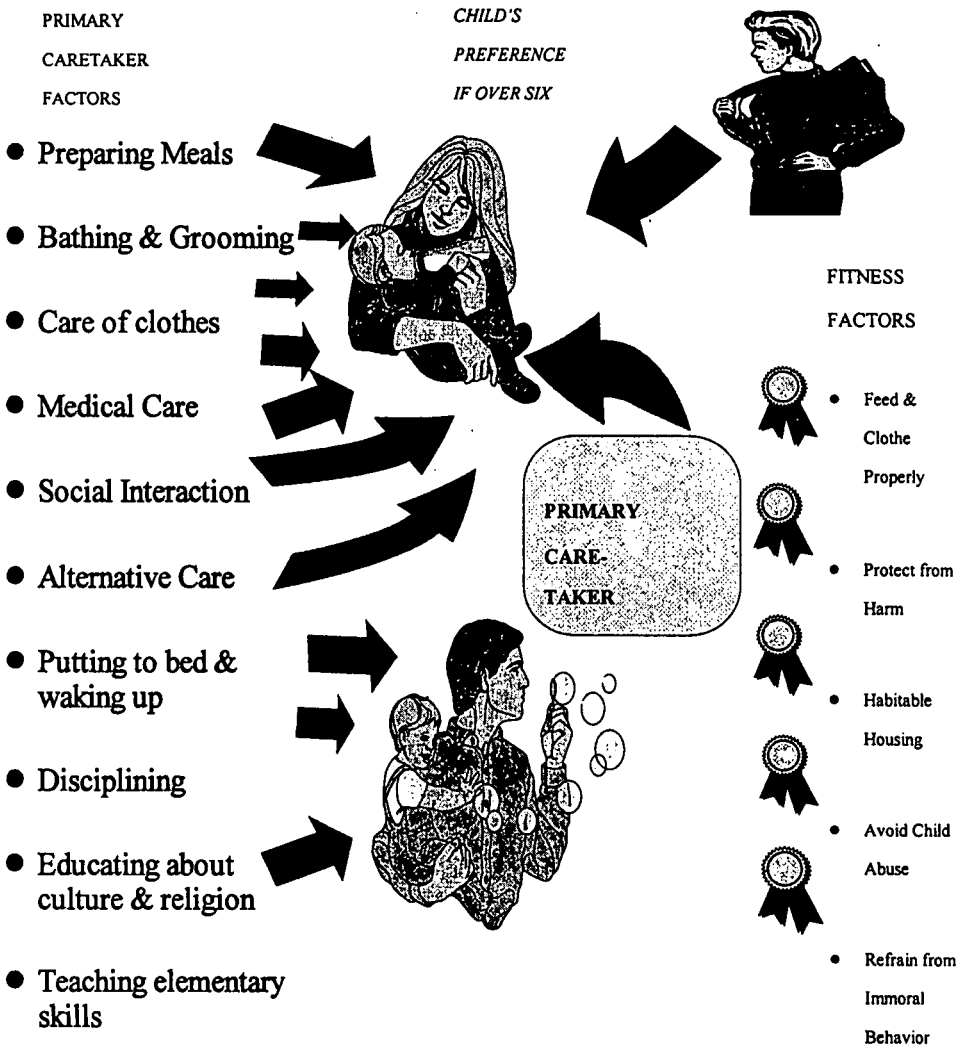 PRIMARY
CARETAKER
FACTORS
CHILD'S
PREFERENCE
IF OVER SIX
● Preparing Meals
● Bathing & Grooming
● Care of clothes
● Medical Care
● Social Interaction
● Alternative Care
● Putting to bed &
waking up
● Disciplining
● Educating about
culture & religion
● Teaching elementary
skills
PRIMARY
CARE-
TAKER
FITNESS
FACTORS
● Feed &
Clothe
Properly
● Protect from
Harm
● Habitable
Housing
● Avoid Child
Abuse
● Refrain from
Immoral
Behavior